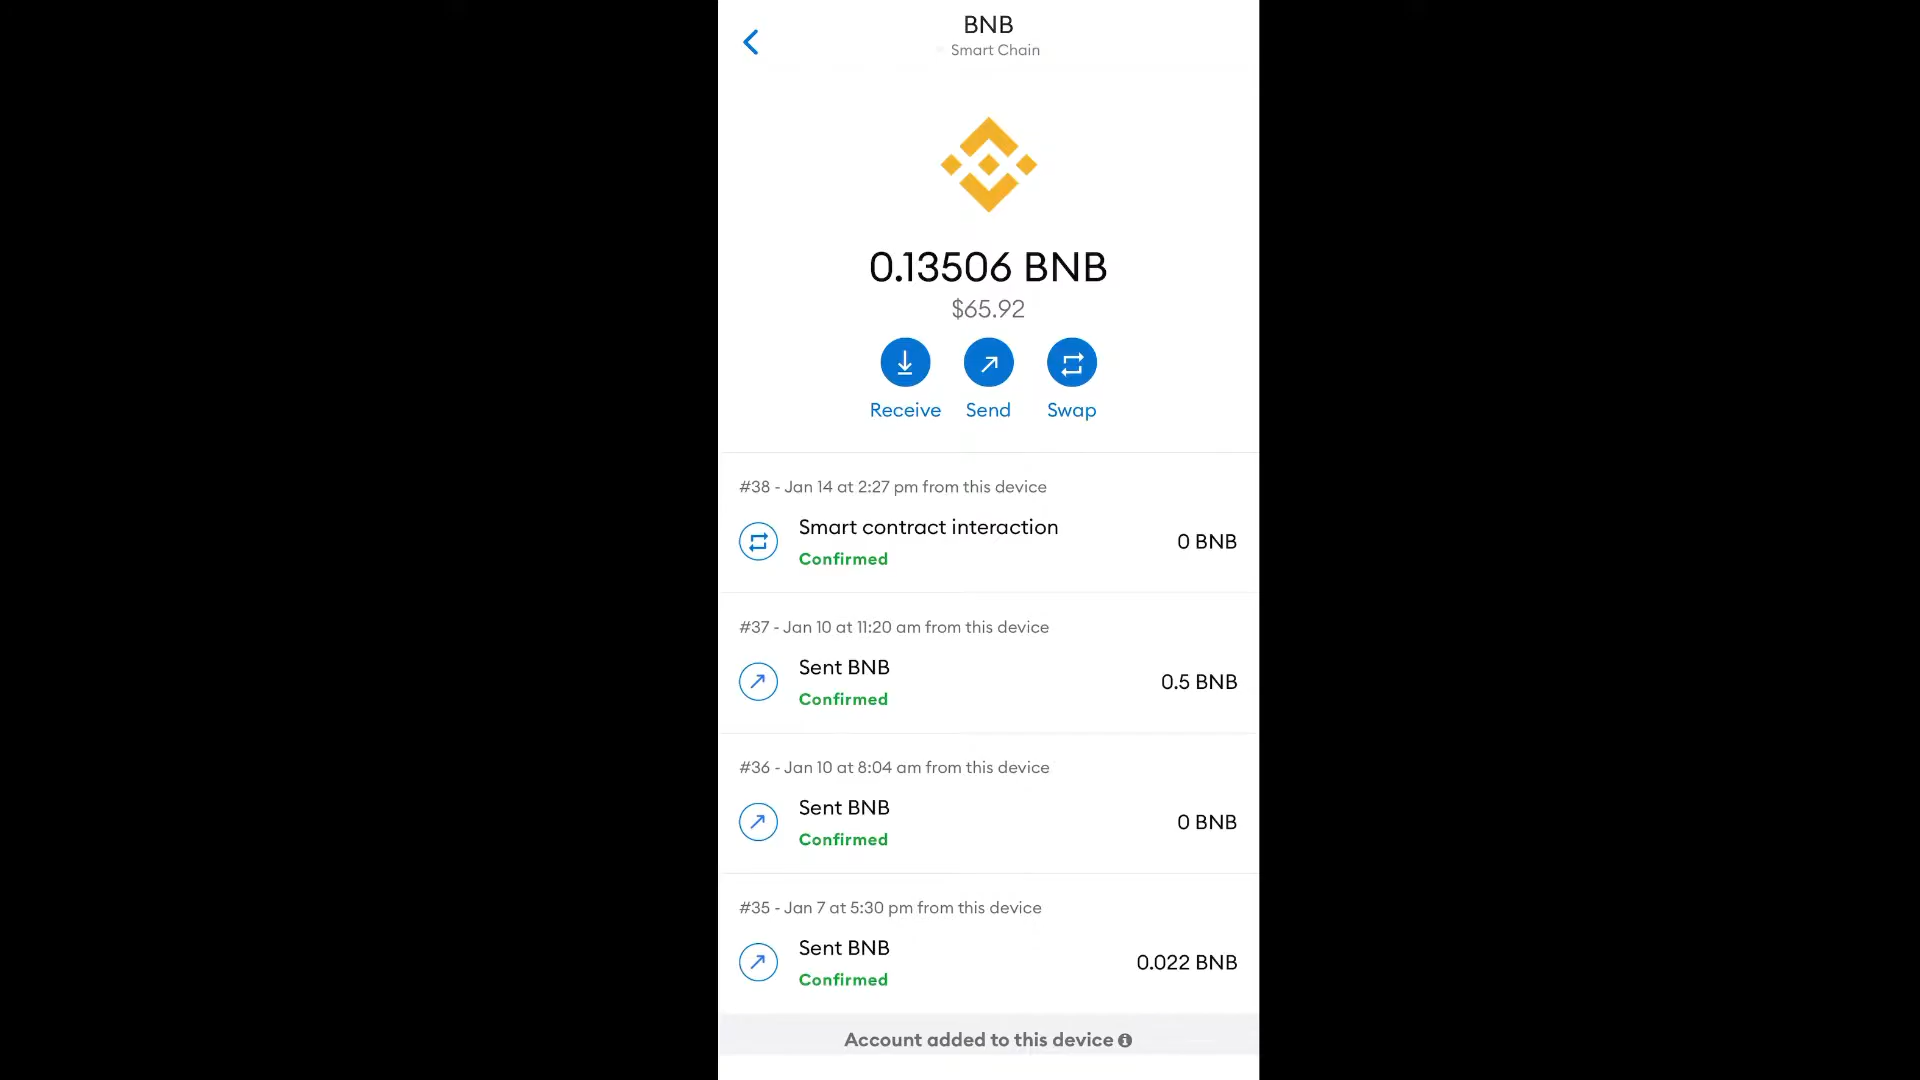 BNB
Smart Chain
0.13506 BNB
$65.92
Receive Send Swap
#38 - Jan 14 at 2:27 pm from this device
Smart contract interaction
0 BNB
Confirmed
#37 - Jan 10 at 11:20 am from this device
Sent BNB
0.5 BNB
Confirmed
#36 - Jan 10 at 8:04 am from this device
Sent BNB
0 BNB
Confirmed
#35 - Jan 7 at 5:30 pm from this device
Sent BNB
0.022 BNB
Confirmed
Account added to this device